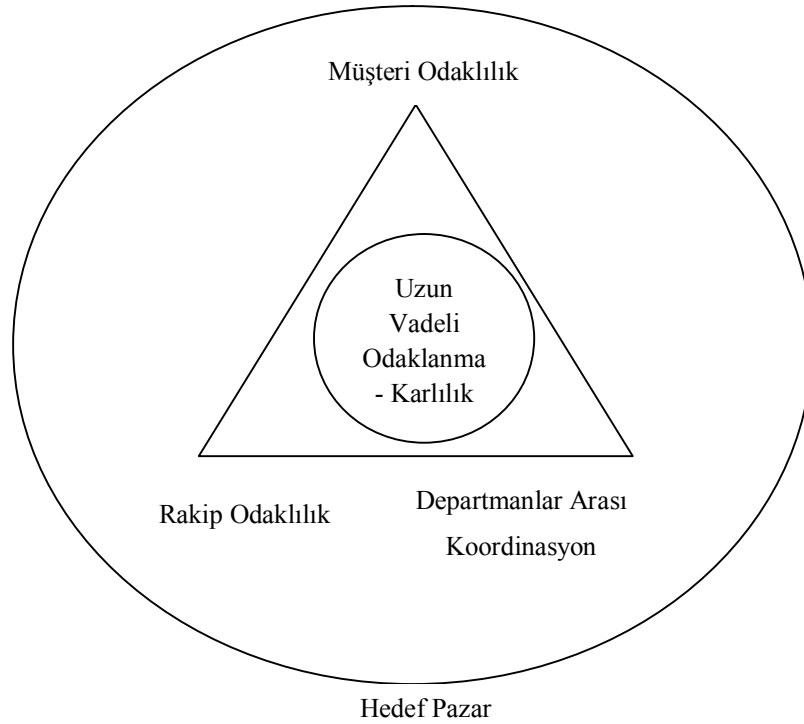 Müşteri Odaklılık
Uzun
Vadeli
Odaklanma
- Karlılık
Rakip Odaklılık
Departmanlar Arası
Koordinasyon
Hedef Pazar